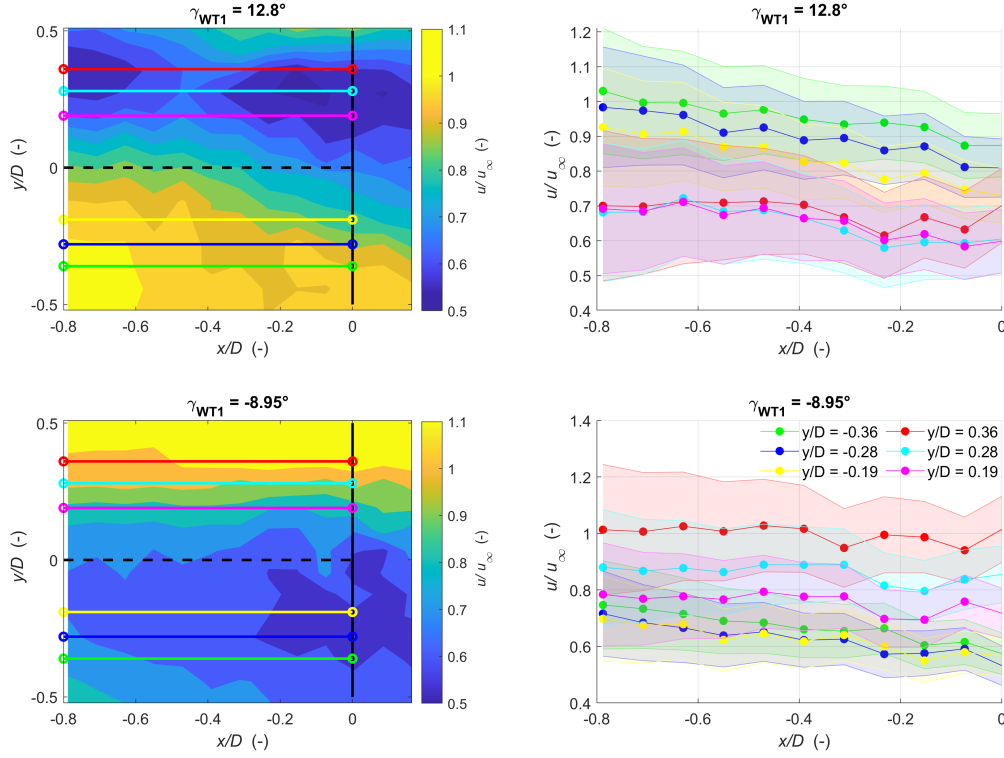 γWT1 = 12.8°
0.5
0
-0.5
y/D (-)
-0.8 -0.6 -0.4 -0.2 0
x/D (-)
1.1
1
0.9
0.8
0.7
0.6
0.5
u/ u∞ (-)
γWT1 = 12.8°
1.2
1.1
1
0.9
0.8
0.7
0.6
0.5
0.4
u/ u∞ (-)
-0.8 -0.6 -0.4 -0.2 0
x/D (-)
γWT1 = -8.95°
0.5
0
-0.5
y/D (-)
-0.8 -0.6 -0.4 -0.2 0
x/D (-)
1.1
1
0.9
0.8
0.7
0.6
0.5
u/ u∞ (-)
γWT1 = -8.95°
1.4
1.2
1
0.8
0.6
0.4
u/ u∞ (-)
y/D = -0.36 y/D = 0.36
y/D = -0.28 y/D = 0.28
y/D = -0.19 y/D = 0.19
-0.8 -0.6 -0.4 -0.2 0
x/D (-)